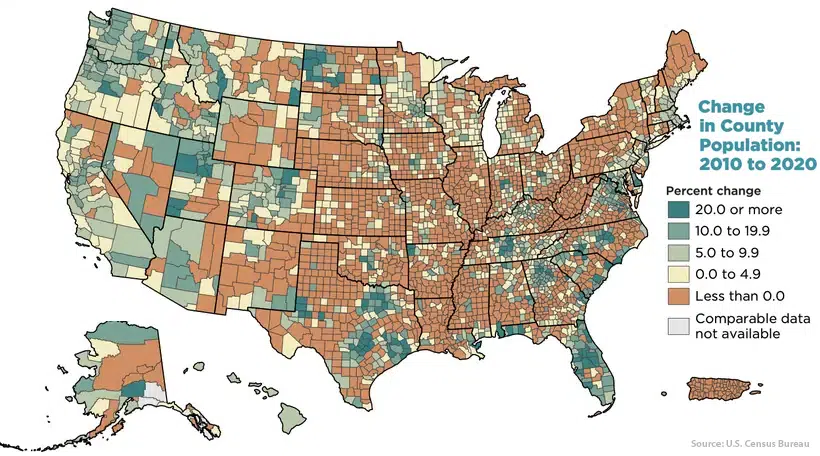 Change
in County
Population:
2010 to 2020
Percent change
20.0 or more
10.0 to 19.9
5.0 to 9.9
0.0 to 4.9
Less than 0.0
Comparable data
not available
Source: U.S. Census Bureau